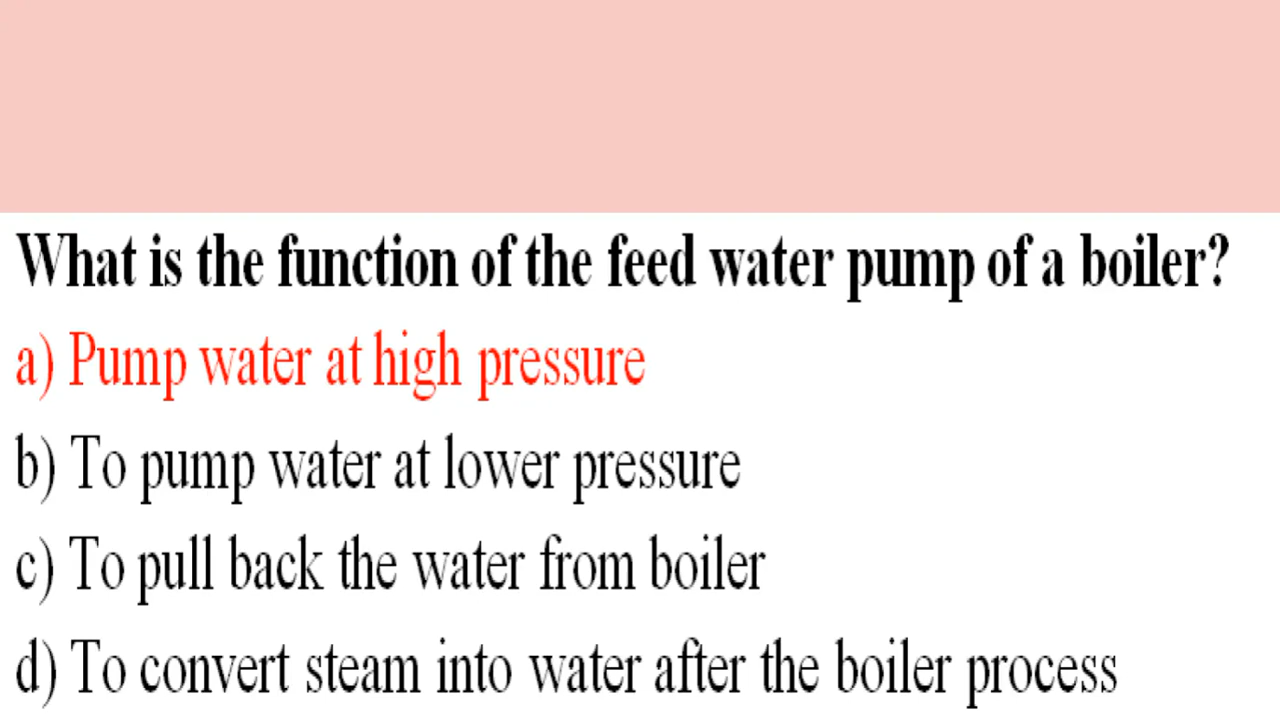 What is the function of the feed water pump of a boiler?
a) Pump water at high pressure
b) To pump water at lower pressure
c) To pull back the water from boiler
d) To convert steam into water after the boiler process